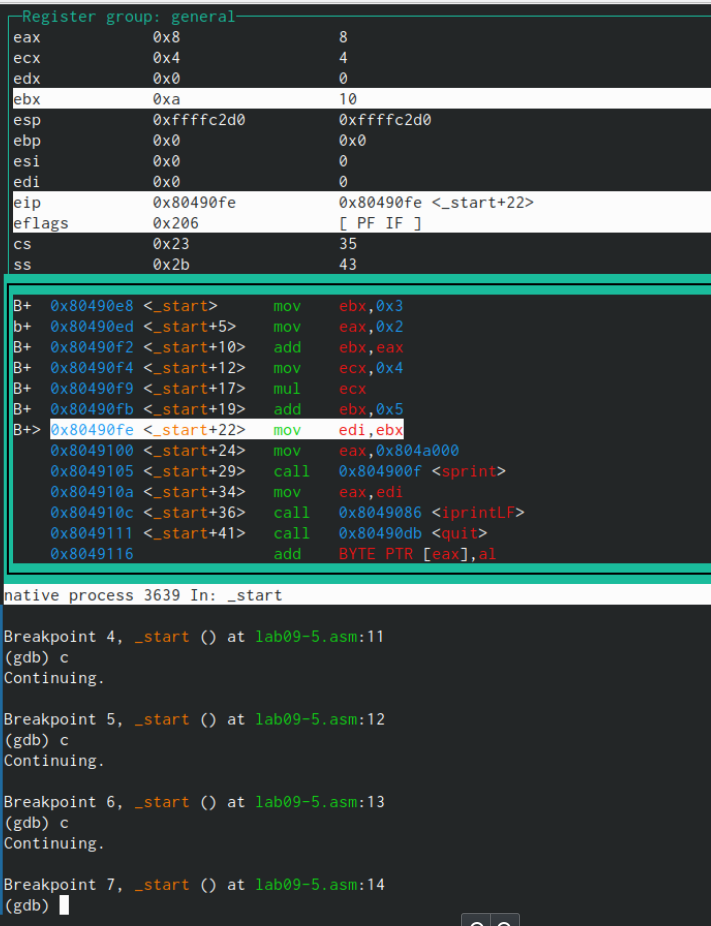 Register group: general
eax 0x8 8
ecx 0x4 4
edx 0x0 0
ebx 0xa 10
esp 0xffffc2d0 0xffffc2d0
ebp 0x0 0x0
esi 0x0 0
edi 0x0 0
eip 0x80490fe 0x80490fe <_start+22>
eflags 0x206 [ PF IF ]
cs 0x23 35
ss 0x2b 43
B+ 0x80490e8 <_start> mov ebx,0x3
b+ 0x80490ed <_start+5> mov eax,0x2
B+ 0x80490f2 <_start+10> add ebx,eax
B+ 0x80490f4 <_start+12> mov ecx,0x4
B+ 0x80490f9 <_start+17> mul ecx
B+ 0x80490fb <_start+19> add ebx,0x5
B+> 0x80490fe <_start+22> mov edi,ebx
0x8049100 <_start+24> mov eax,0x804a000
0x8049105 <_start+29> call 0x804900f <sprint>
0x804910a <_start+34> mov eax,edi
0x804910c <_start+36> call 0x8049086 <iprintLF>
0x8049111 <_start+41> call 0x80490db <quit>
0x8049116 add BYTE PTR [eax],al
native process 3639 In: _start
Breakpoint 4, _start () at lab09-5.asm:11
(gdb) c
Continuing.
Breakpoint 5, _start () at lab09-5.asm:12
(gdb) c
Continuing.
Breakpoint 6, _start () at lab09-5.asm:13
(gdb) c
Continuing.
Breakpoint 7, _start () at lab09-5.asm:14
(gdb)